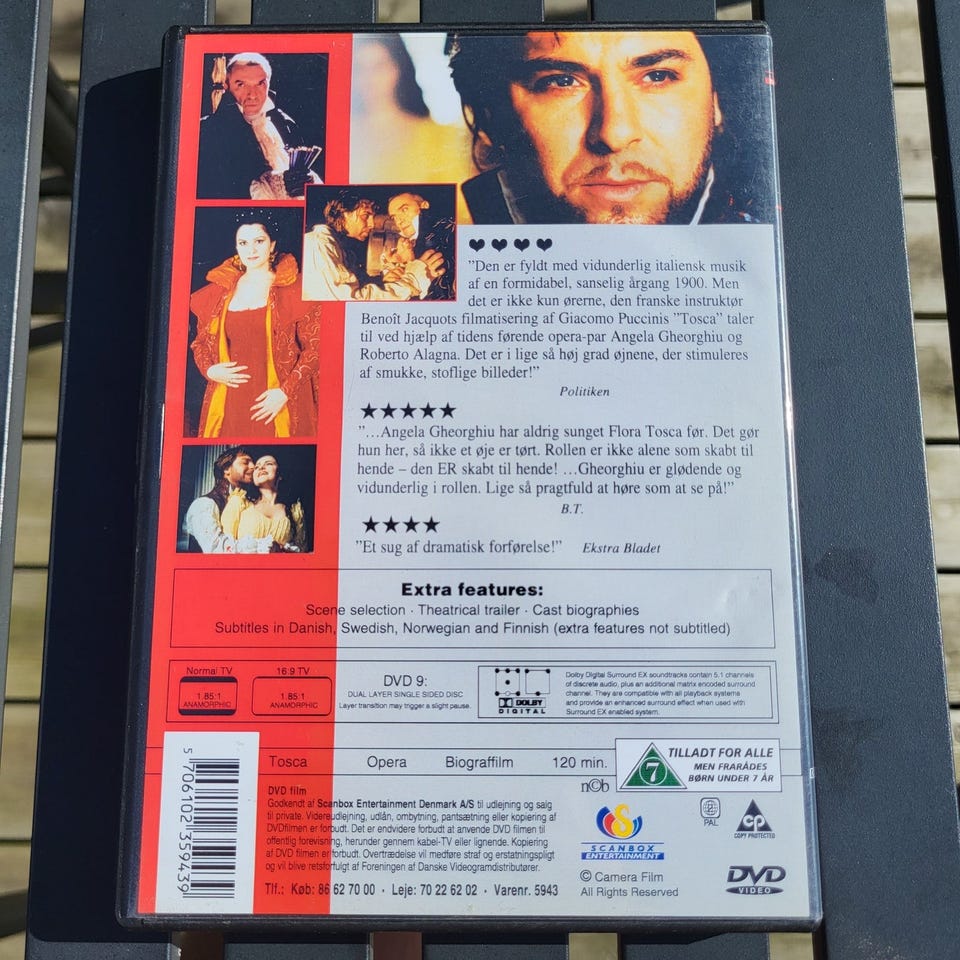 ♥♥♥♥
”Den er fyldt med vidunderlig italiensk musik
af en formidabel, sanselig årgang 1900. Men
det er ikke kun ørerne, den franske instruktør
Benoît Jacquots filmatisering af Giacomo Puccinis ”Tosca” taler
til ved hjælp af tidens førende opera-par Angela Gheorghiu og
Roberto Alagna. Det er i lige så høj grad øjnene, der stimuleres
af smukke, stoflige billeder!”
Politiken
★★★★★
”...Angela Gheorghiu har aldrig sunget Flora Tosca før. Det gør
hun her, så ikke et øje er tørt. Rollen er ikke alene som skabt til
hende – den ER skabt til hende! ...Gheorghiu er glødende og
vidunderlig i rollen. Lige så pragtfuld at høre som at se på!”
B.T.
★★★★
”Et sug af dramatisk forførelse!” Ekstra Bladet
Extra features:
Scene selection · Theatrical trailer · Cast biographies
Subtitles in Danish, Swedish, Norwegian and Finnish (extra features not subtitled)
Normal TV
1.85:1
ANAMORPHIC
16:9 TV
1.85:1
ANAMORPHIC
DVD 9:
DUAL LAYER SINGLE SIDED DISC
Layer transition may trigger a slight pause.
DOLBY
DIGITAL
Dolby Digital Surround EX soundtracks contain 5.1 channels
of discrete audio, plus an additional matrix encoded surround
channel. They are compatible with all playback systems
and provide an enhanced surround effect when used with
Surround EX enabled system.
Tosca Opera Biograffilm 120 min.
7
TILLADT FOR ALLE
MEN FRARÅDES
BØRN UNDER 7 ÅR
5 706102 359439
DVD film
Godkendt af Scanbox Entertainment Denmark A/S til udlejning og salg
til private. Videreudlejning, udlån, ombytning, pantsætning eller kopiering af
DVDfilmen er forbudt. Det er endvidere forbudt at anvende DVD filmen til
offentlig forevisning, herunder gennem kabel-TV eller lignende. Kopiering
af DVD filmen er forbudt. Overtrædelse vil medføre straf og erstatningspligt
og vil blive retsforfulgt af Foreningen af Danske Videogramdistributører.
Tlf.: Køb: 86 62 70 00 · Leje: 70 22 62 02 · Varenr. 5943
n©b
SCANBOX
ENTERTAINMENT
© Camera Film
All Rights Reserved
2
PAL
cp
COPY PROTECTED
DVD
VIDEO